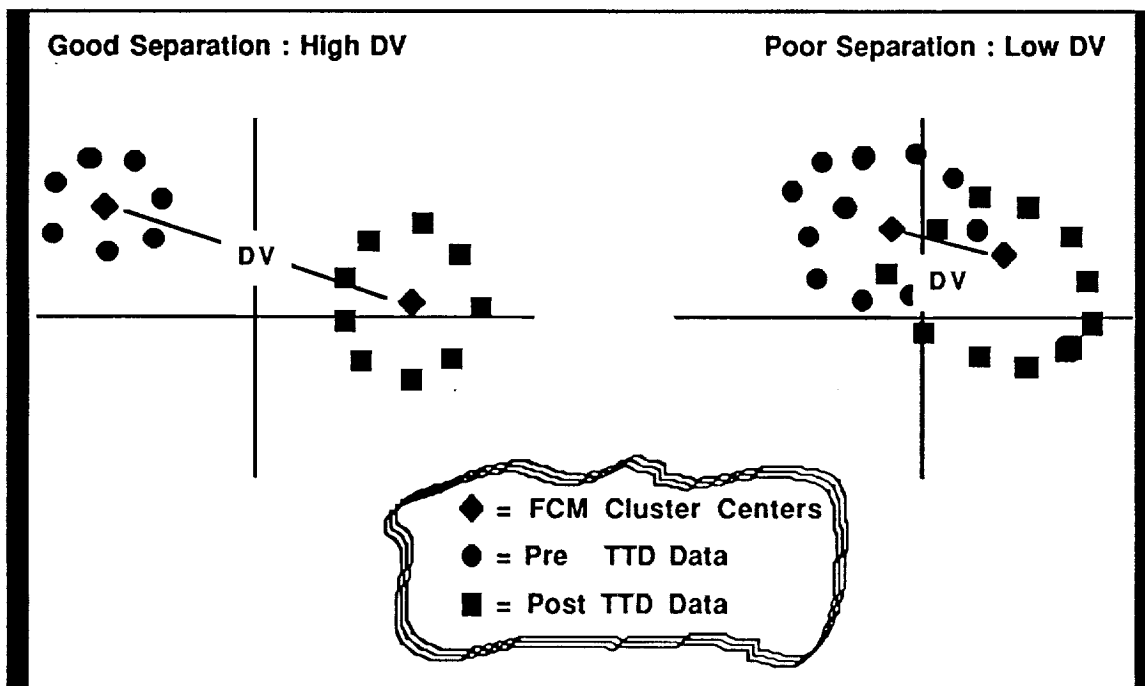 Good Separation : High DV
Poor Separation : Low DV
DV
DV
= FCM Cluster Centers
= Pre TTD Data
= Post TTD Data